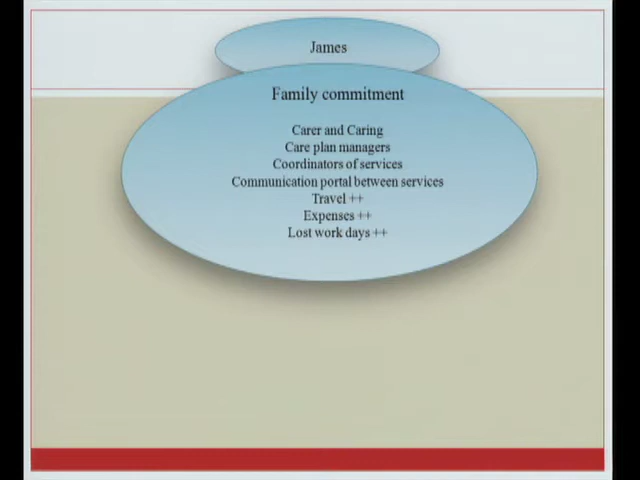 James
Family commitment
Carer and Caring
Care plan managers
Coordinators of services
Communication portal between services
Travel ++
Expenses ++
Lost work days ++